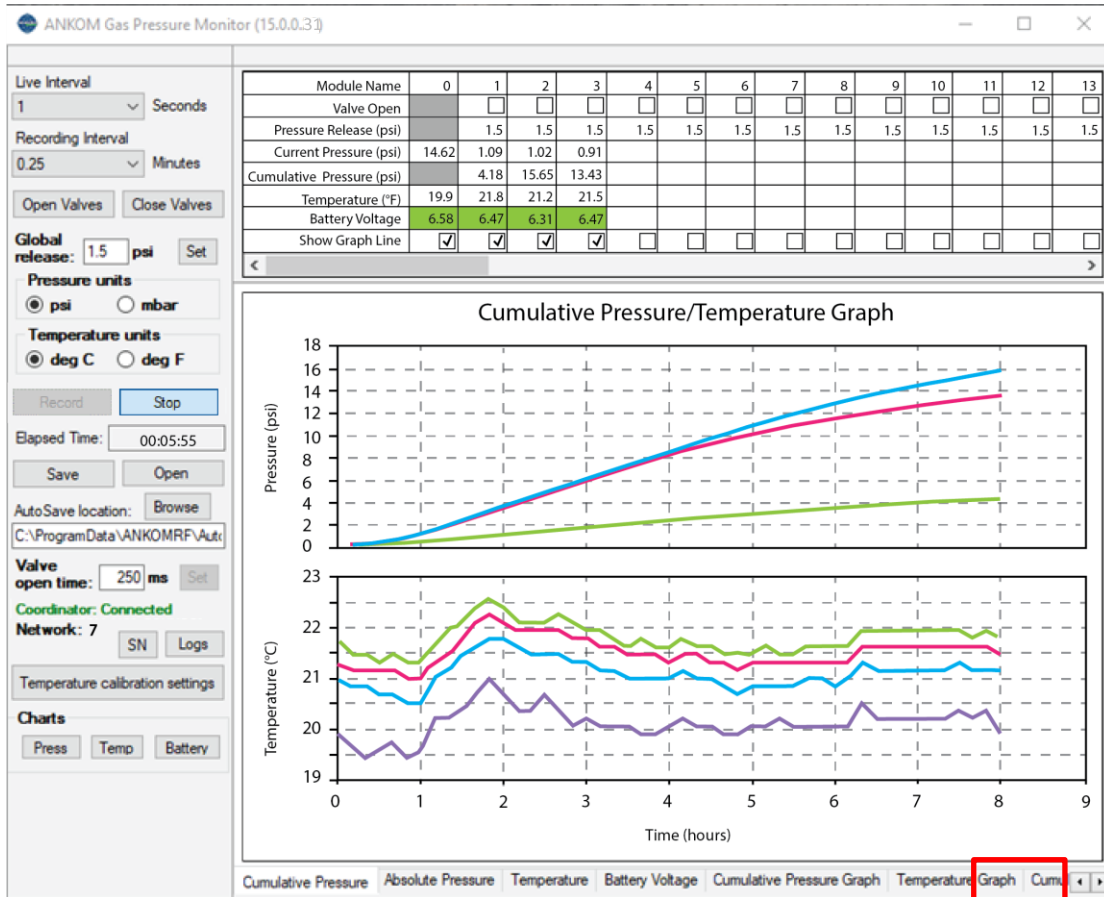 ANKOM Gas Pressure Monitor (15.0.0.31)
Live Interval
1 Seconds
Recording Interval
0.25 Minutes
Open Valves Close Valves
Global release: 1.5 psi Set
Pressure units
psi mbar
Temperature units
deg C deg F
Record Stop
Elapsed Time: 00:05:55
Save Open
AutoSave location: Browse
C:\ProgramData\ANKOMRF\Auto
Valve open time: 250 ms Set
Coordinator: Connected
Network: 7
SN Logs
Temperature calibration settings
Charts
Press Temp Battery
Module Name 0 1 2 3 4 5 6 7 8 9 10 11 12 13
Valve Open
Pressure Release (psi) 1.5 1.5 1.5 1.5 1.5 1.5 1.5 1.5 1.5 1.5 1.5 1.5 1.5
Current Pressure (psi) 14.62 1.09 1.02 0.91
Cumulative Pressure (psi) 4.18 15.65 13.43
Temperature (°F) 19.9 21.8 21.2 21.5
Battery Voltage 6.58 6.47 6.31 6.47
Show Graph Line
Cumulative Pressure/Temperature Graph
Pressure (psi)
18
16
14
12
10
8
6
4
2
0
Temperature (°C)
23
22
21
20
19
0 1 2 3 4 5 6 7 8 9
Time (hours)
Cumulative Pressure Absolute Pressure Temperature Battery Voltage Cumulative Pressure Graph Temperature Graph Cumul